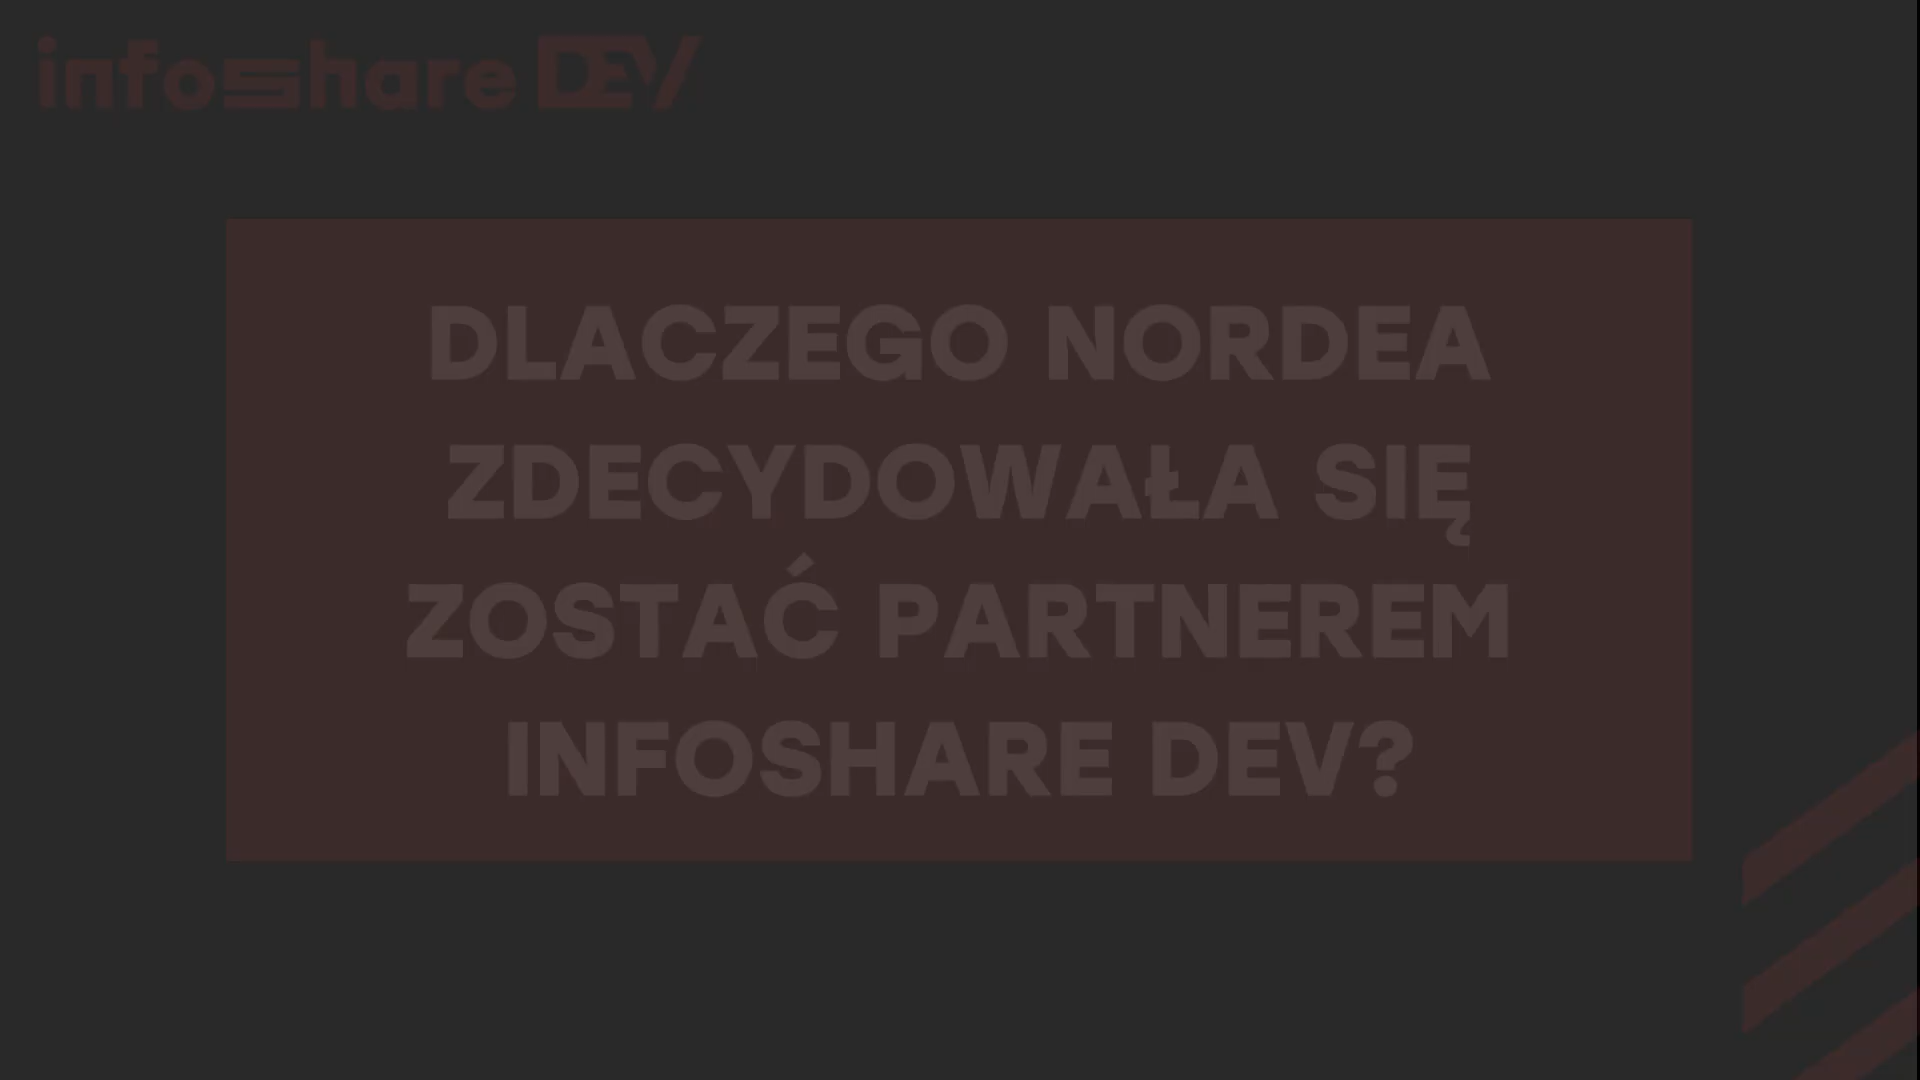 infoshare DEV
DLACZEGO NORDEA
ZDECYDOWAŁA SIĘ
ZOSTAĆ PARTNEREM
INFOSHARE DEV?